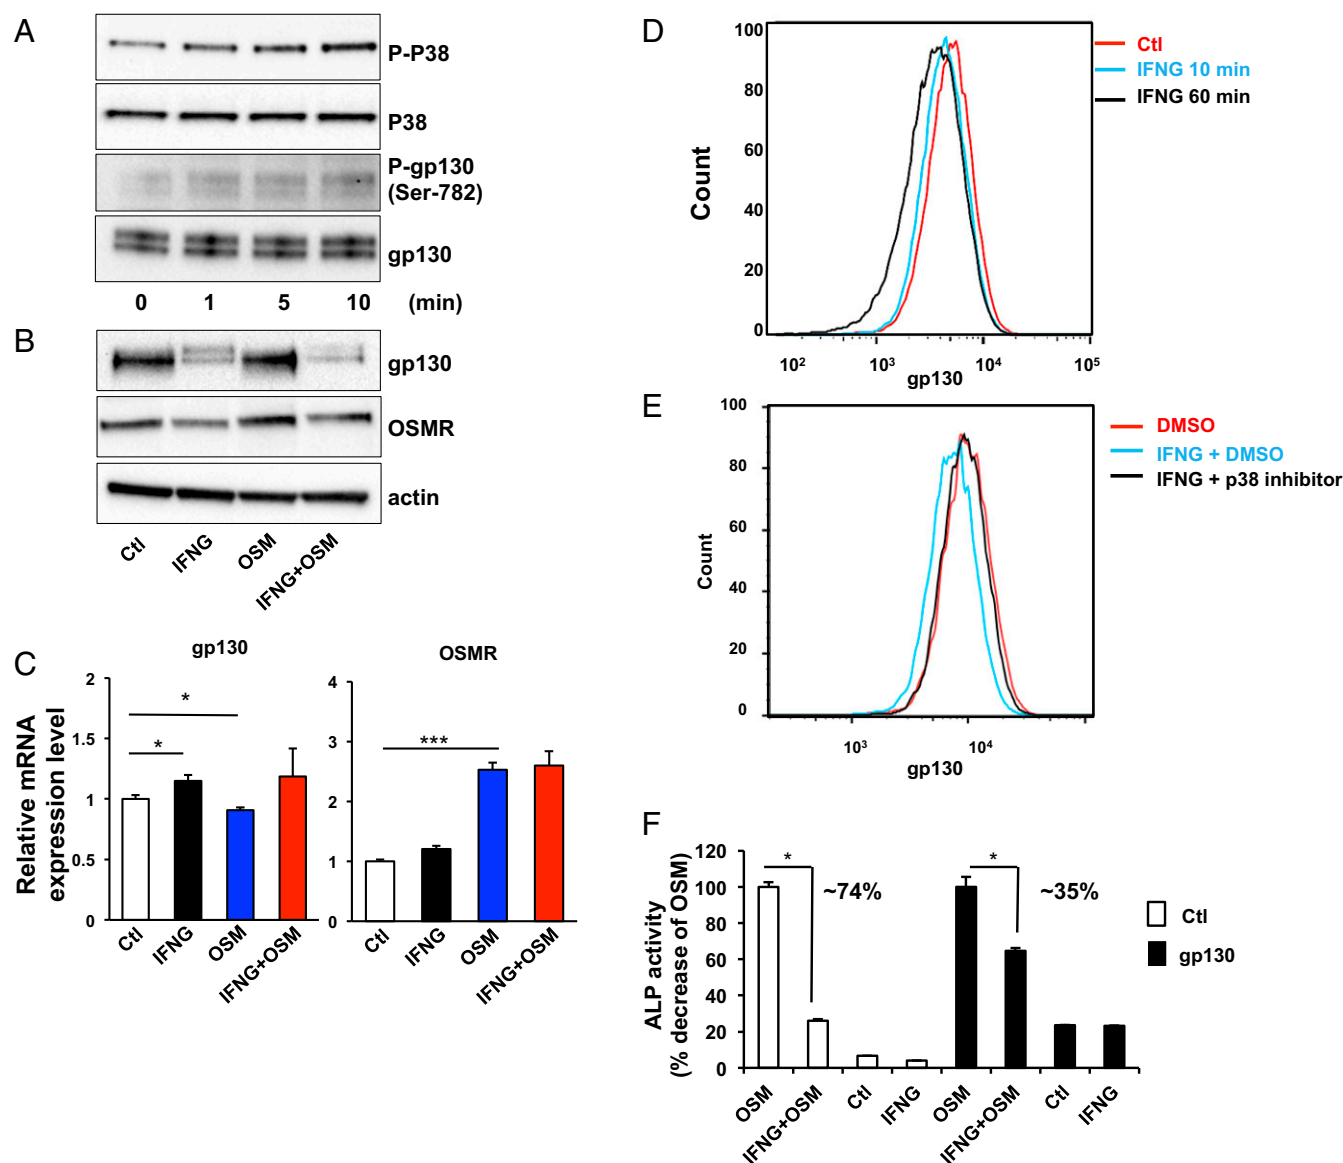 A
P-P38
P38
P-gp130
(Ser-782)
gp130
0 1 5 10 (min)
B
gp130
OSMR
actin
Ctl IFNG OSM IFNG+OSM
C
gp130
Relative mRNA
expression level
2
1.5
1
0.5
0
* 
*
Ctl IFNG OSM IFNG+OSM
OSMR
4
3
2
1
0
***
Ctl IFNG OSM IFNG+OSM
D
Count
100
80
60
40
20
0
10² 10³ 10⁴ 10⁵
gp130
Ctl
IFNG 10 min
IFNG 60 min
E
Count
100
80
60
40
20
0
10³ 10⁴
gp130
DMSO
IFNG + DMSO
IFNG + p38 inhibitor
F
ALP activity
(% decrease of OSM)
120
100
80
60
40
20
0
* ~74%
* ~35%
OSM IFNG+OSM Ctl IFNG OSM IFNG+OSM Ctl IFNG
Ctl
gp130